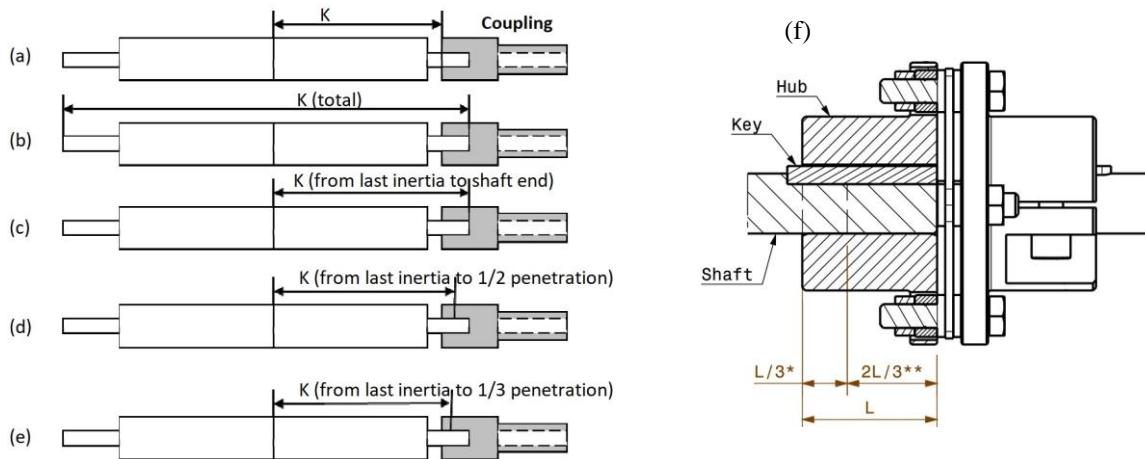 K
Coupling
(a)
K (total)
(b)
K (from last inertia to shaft end)
(c)
K (from last inertia to 1/2 penetration)
(d)
K (from last inertia to 1/3 penetration)
(e)
(f)
Hub
Key
Shaft
L/3*
2L/3**
L